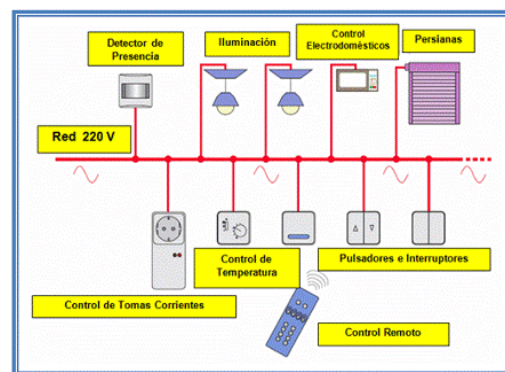 Detector de
Presencia
Iluminación
Control
Electrodomèsticos
Persianas
Red 220 V
Control de
Temperatura
Pulsadores e Interruptores
Control de Tomas Corrientes
Control Remoto